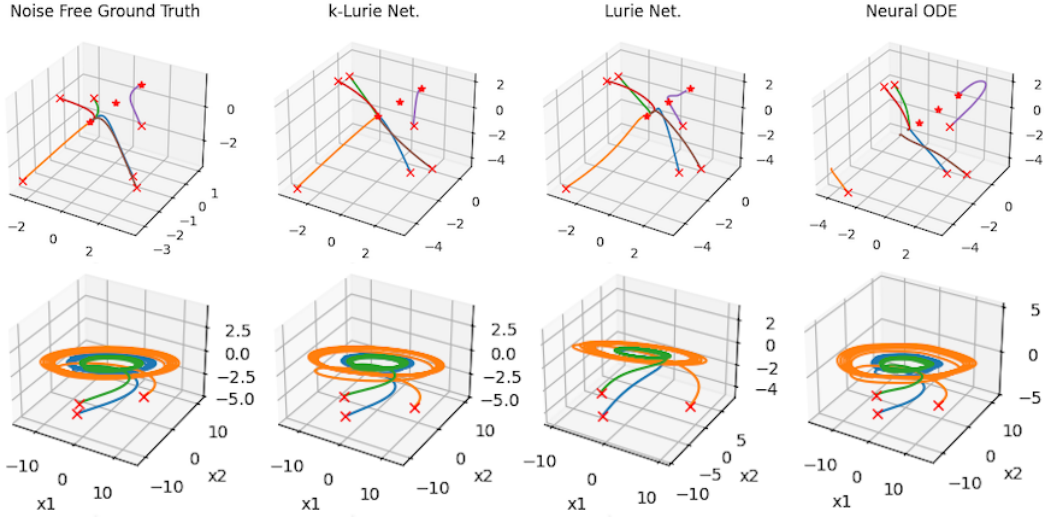 Noise Free Ground Truth k-Lurie Net. Lurie Net. Neural ODE
0 −2 1 0 −1 −2 −3 −2 0 2
2 0 −2 −4 0 −2 −4 −2 0 2
2 0 −2 −4 0 −2 −4 −2 0 2
2 0 −2 −4 0 −2 −4 −4 −2 0 2
2.5 0.0 −2.5 −5.0 10 0 −10 x2 −10 0 10 x1
2.5 0.0 −2.5 −5.0 10 0 −10 x2 −10 0 10 x1
2 0 −2 −4 5 0 −5 −10 x2 −10 0 10 x1
5 0 −5 10 0 −10 x2 −10 0 10 x1